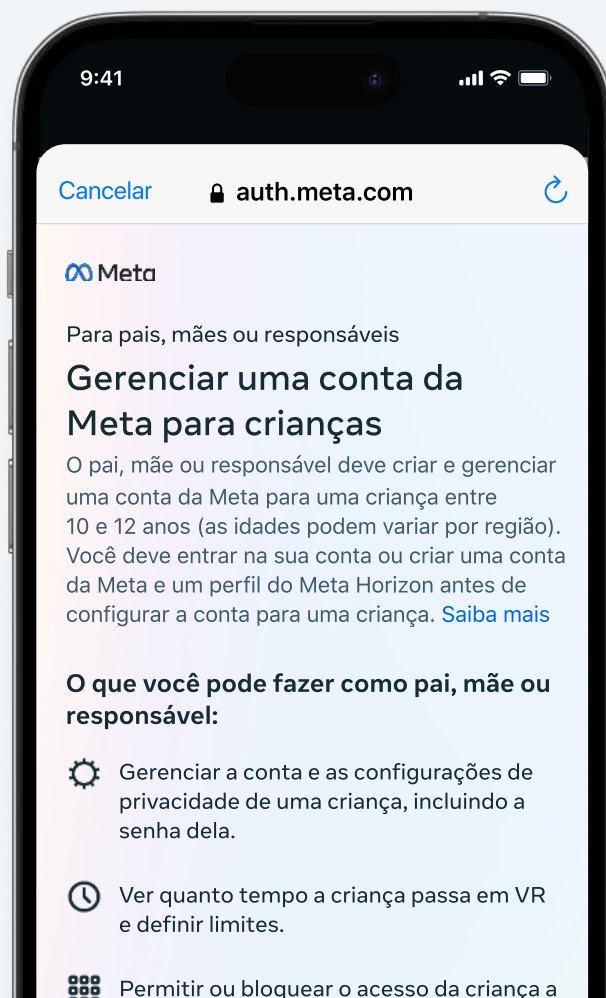 9:41
Cancelar
auth.meta.com
Meta
Para pais, mães ou responsáveis
Gerenciar uma conta da
Meta para crianças
O pai, mãe ou responsável deve criar e gerenciar
uma conta da Meta para uma criança entre
10 e 12 anos (as idades podem variar por região).
Você deve entrar na sua conta ou criar uma conta
da Meta e um perfil do Meta Horizon antes de
configurar a conta para uma criança. Saiba mais
O que você pode fazer como pai, mãe ou
responsável:
Gerenciar a conta e as configurações de
privacidade de uma criança, incluindo a
senha dela.
Ver quanto tempo a criança passa em VR
e definir limites.
Permitir ou bloquear o acesso da criança a